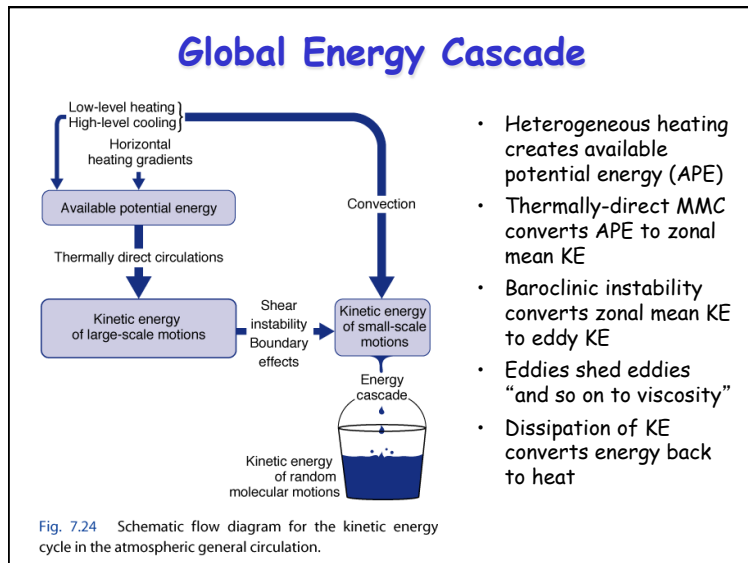 Global Energy Cascade
Low-level heating
High-level cooling
Horizontal
heating gradients
Available potential energy
Convection
Thermally direct circulations
Kinetic energy
of large-scale motions
Shear
instability
Boundary
effects
Kinetic energy
of small-scale
motions
Energy
cascade
Kinetic energy
of random
molecular motions
Fig. 7.24 Schematic flow diagram for the kinetic energy
cycle in the atmospheric general circulation.
• Heterogeneous heating
creates available
potential energy (APE)
• Thermally-direct MMC
converts APE to zonal
mean KE
• Baroclinic instability
converts zonal mean KE
to eddy KE
• Eddies shed eddies
“and so on to viscosity”
• Dissipation of KE
converts energy back
to heat